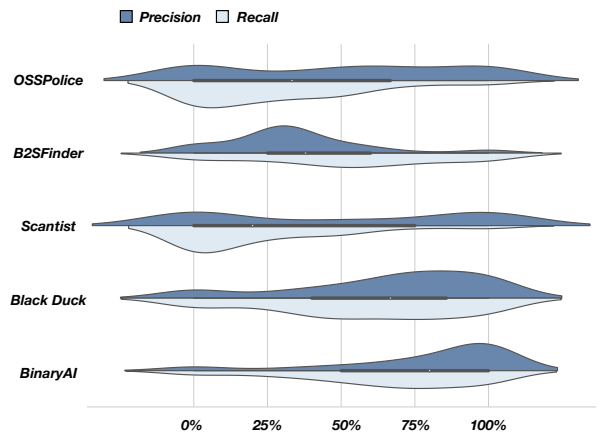 Precision Recall
OSSPolice
B2SFinder
Scantist
Black Duck
BinaryAI
0% 25% 50% 75% 100%